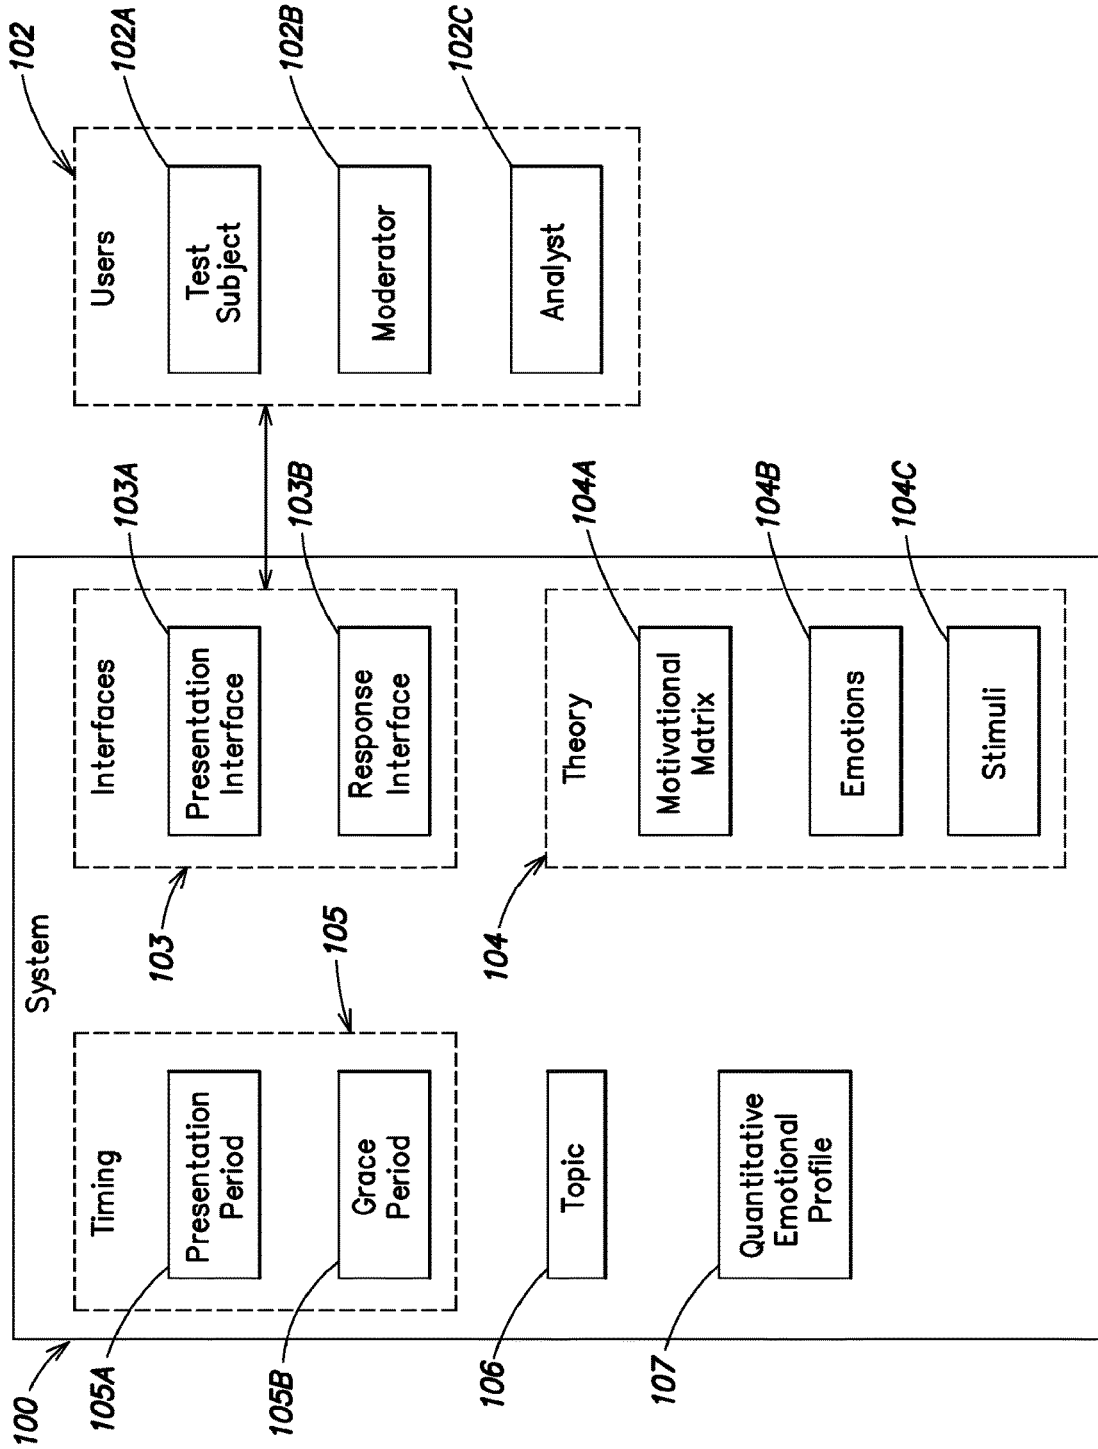 100
System
Timing
105A
Presentation
Period
105B
Grace
Period
105
106
Topic
107
Quantitative
Emotional
Profile
103
Interfaces
103A
Presentation
Interface
103B
Response
Interface
104
Theory
104A
Motivational
Matrix
104B
Emotions
104C
Stimuli
102
Users
102A
Test
Subject
102B
Moderator
102C
Analyst